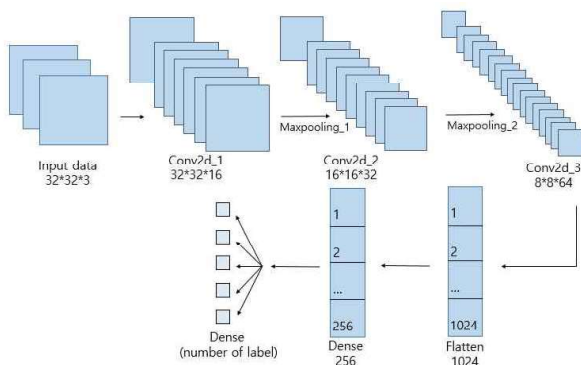 Input data
32*32*3
Conv2d_1
32*32*16
Maxpooling_1
Conv2d_2
16*16*32
Maxpooling_2
Conv2d_3
8*8*64
1
2
...
1024
Flatten
1024
1
2
...
256
Dense
256
Dense
(number of label)